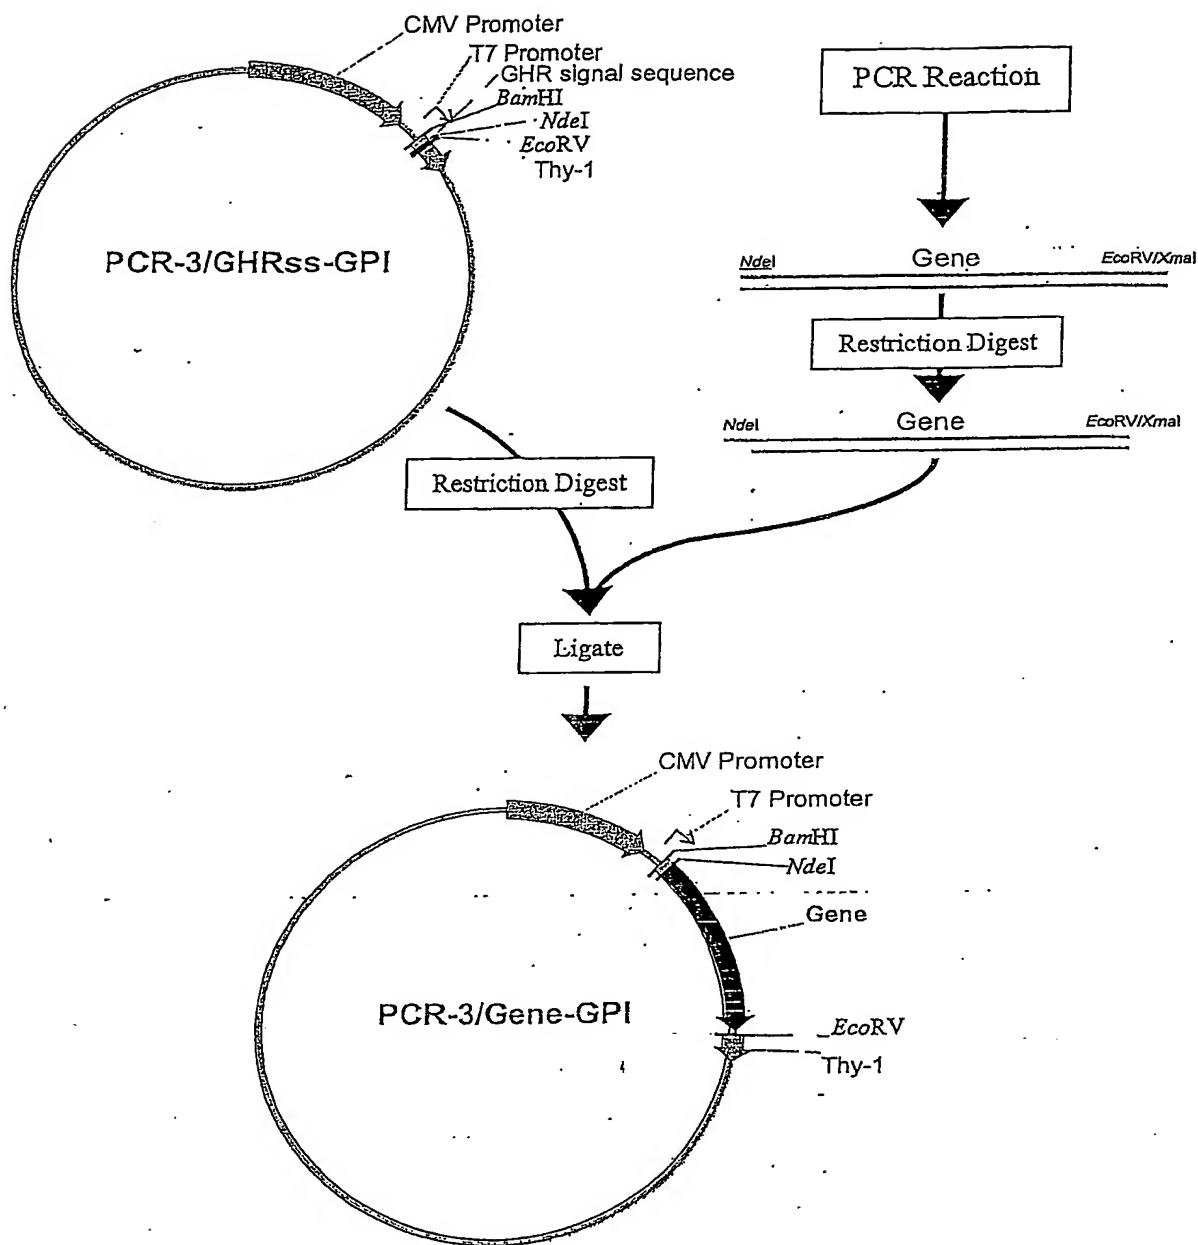 CMV Promoter
T7 Promoter
GHR signal sequence
BamHI
NdeI
EcoRV
Thy-1
PCR-3/GHRss-GPI
PCR Reaction
NdeI
Gene
EcoRV/XmaI
Restriction Digest
NdeI
Gene
EcoRV/XmaI
Restriction Digest
Ligate
CMV Promoter
T7 Promoter
BamHI
NdeI
Gene
PCR-3/Gene-GPI
EcoRV
Thy-1